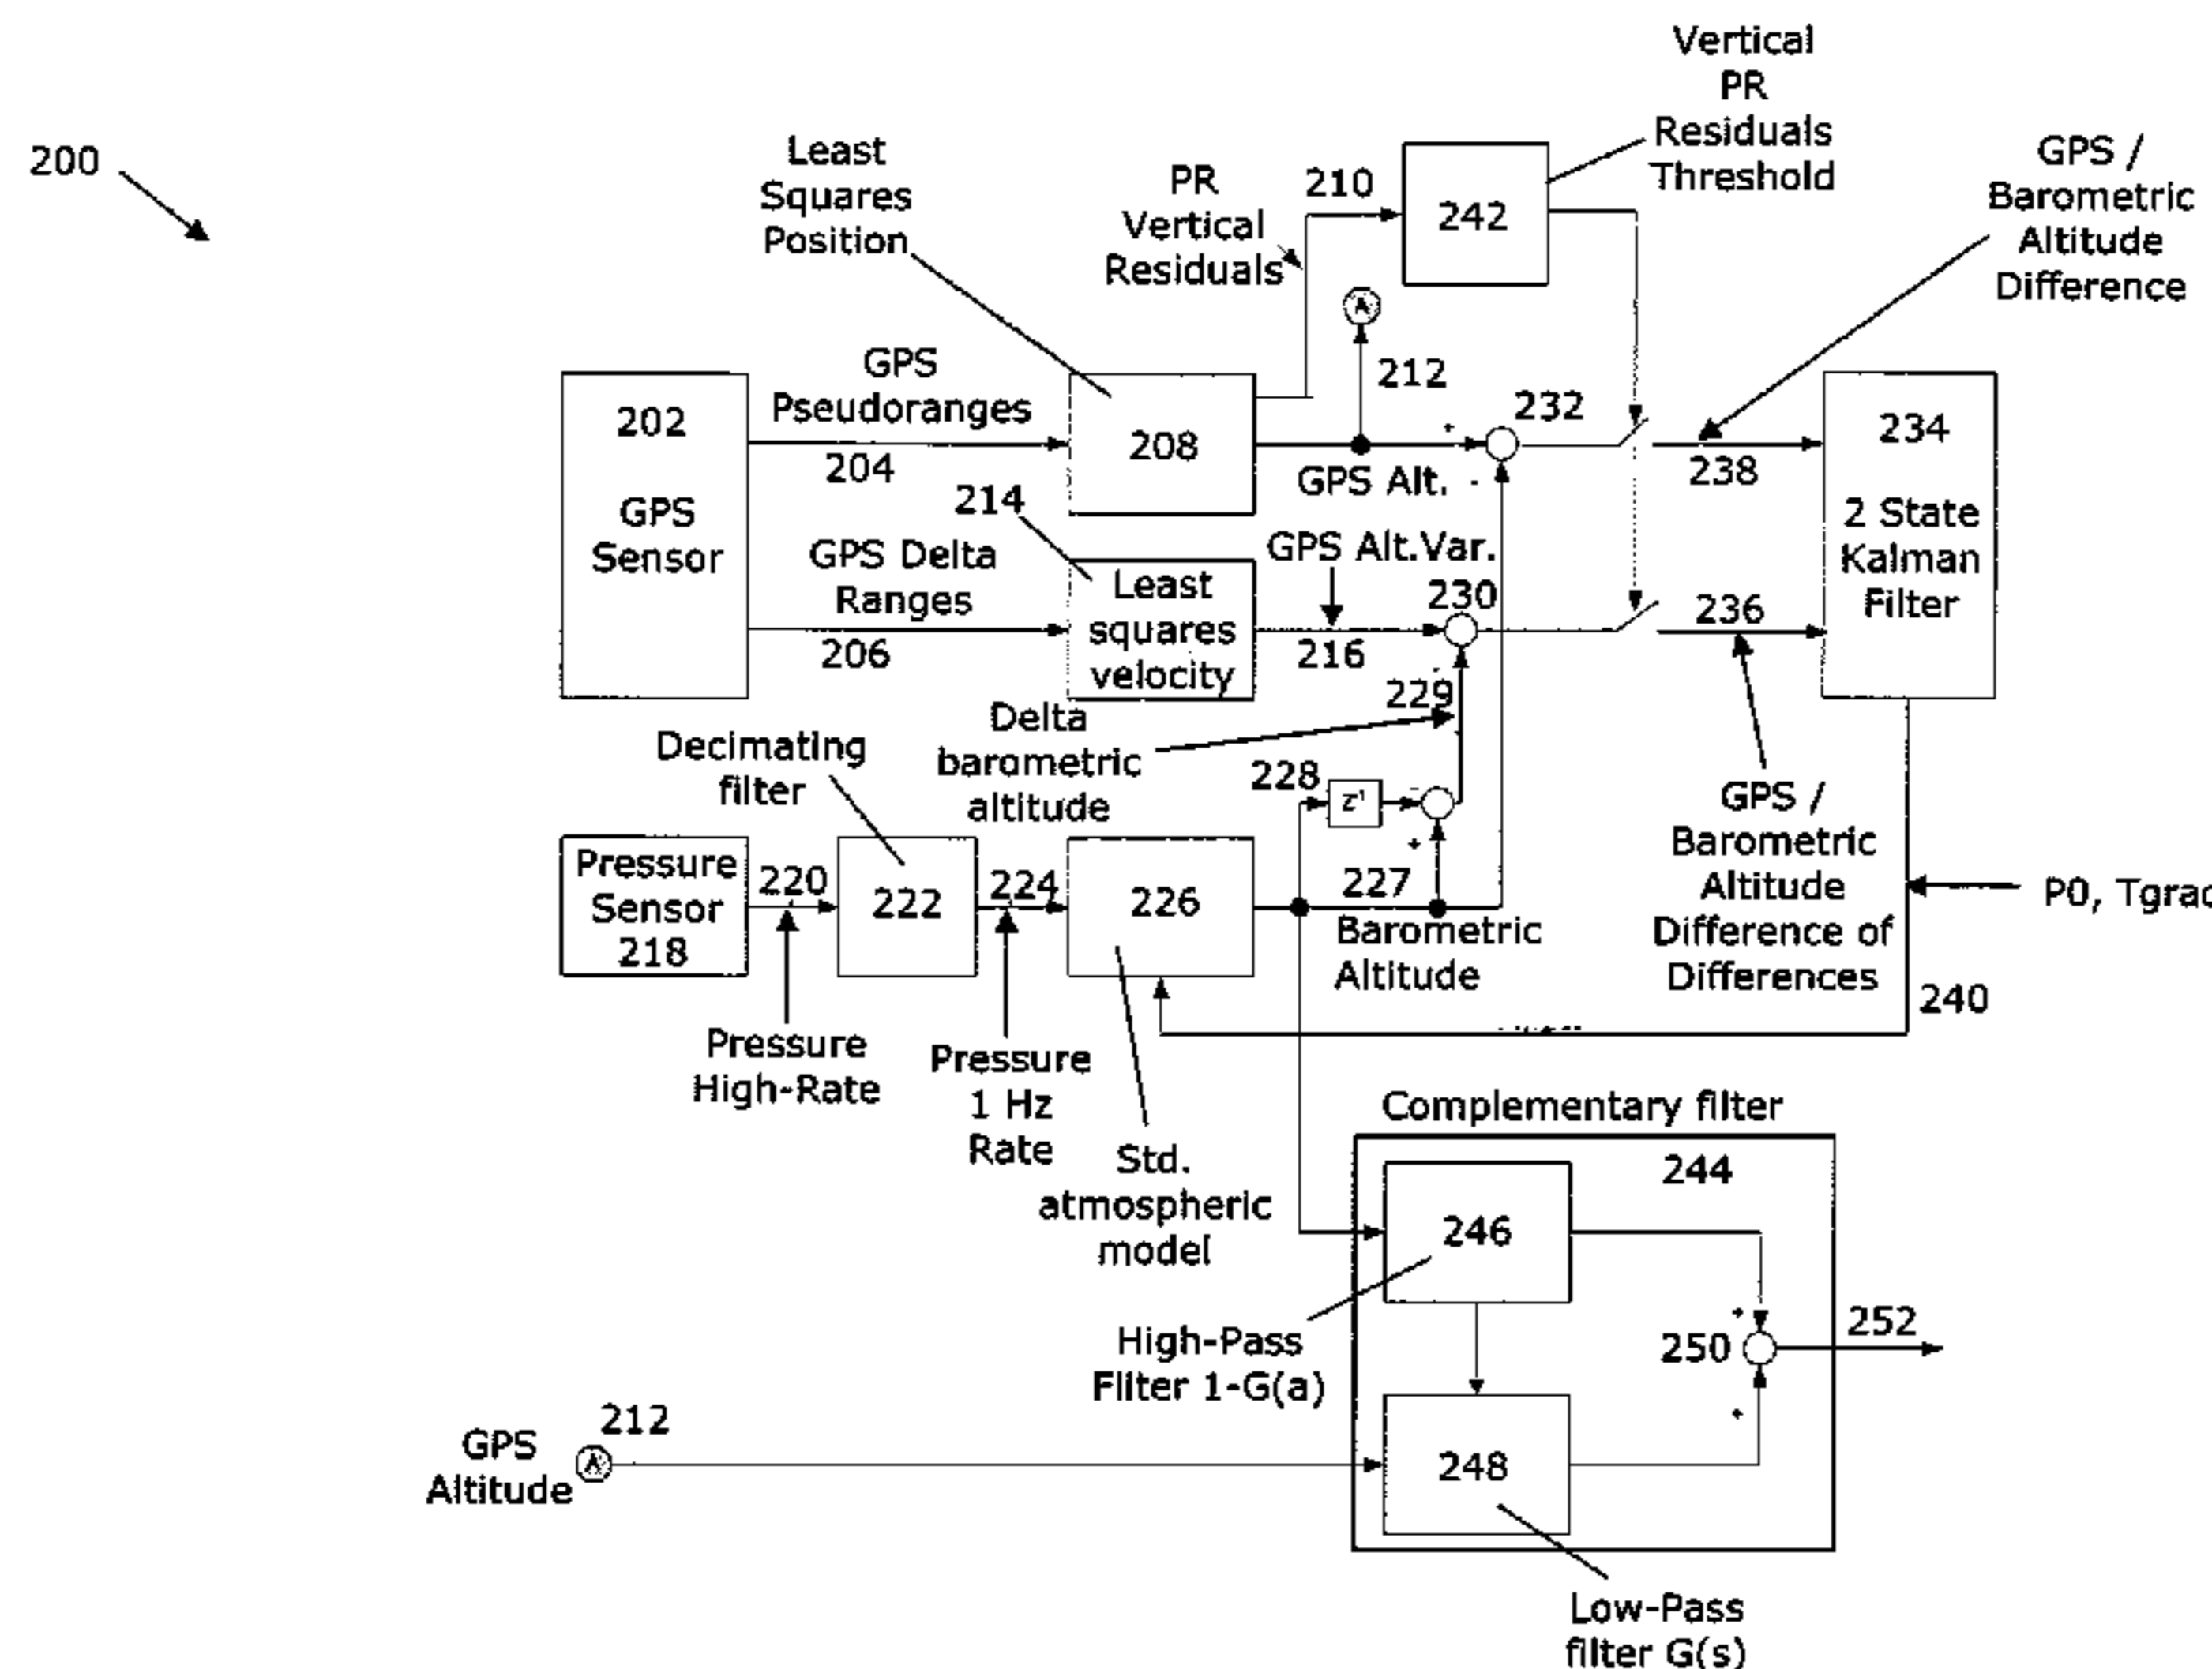 200
Least
Squares
Position
PR
Vertical
Residuals
210
242
Vertical
PR
Residuals
Threshold
GPS /
Barometric
Altitude
Difference
A
212
202
GPS
Sensor
GPS
Pseudoranges
204
208
+
GPS Alt.
-
232
238
234
2 State
Kalman
Filter
214
GPS Delta
Ranges
206
Least
squares
velocity
GPS Alt.Var.
216
230
-
229
236
Delta
barometric
altitude
Decimating
filter
228
z¹
-
+
GPS /
Barometric
Altitude
Difference of
Differences
P0, Tgrad
240
Pressure
Sensor
218
220
222
224
226
227
Barometric
Altitude
Pressure
High-Rate
Pressure
1 Hz
Rate
Std.
atmospheric
model
Complementary filter
244
246
High-Pass
Fliter 1-G(a)
+
250
252
+
GPS
Altitude
A
212
248
Low-Pass
filter G(s)